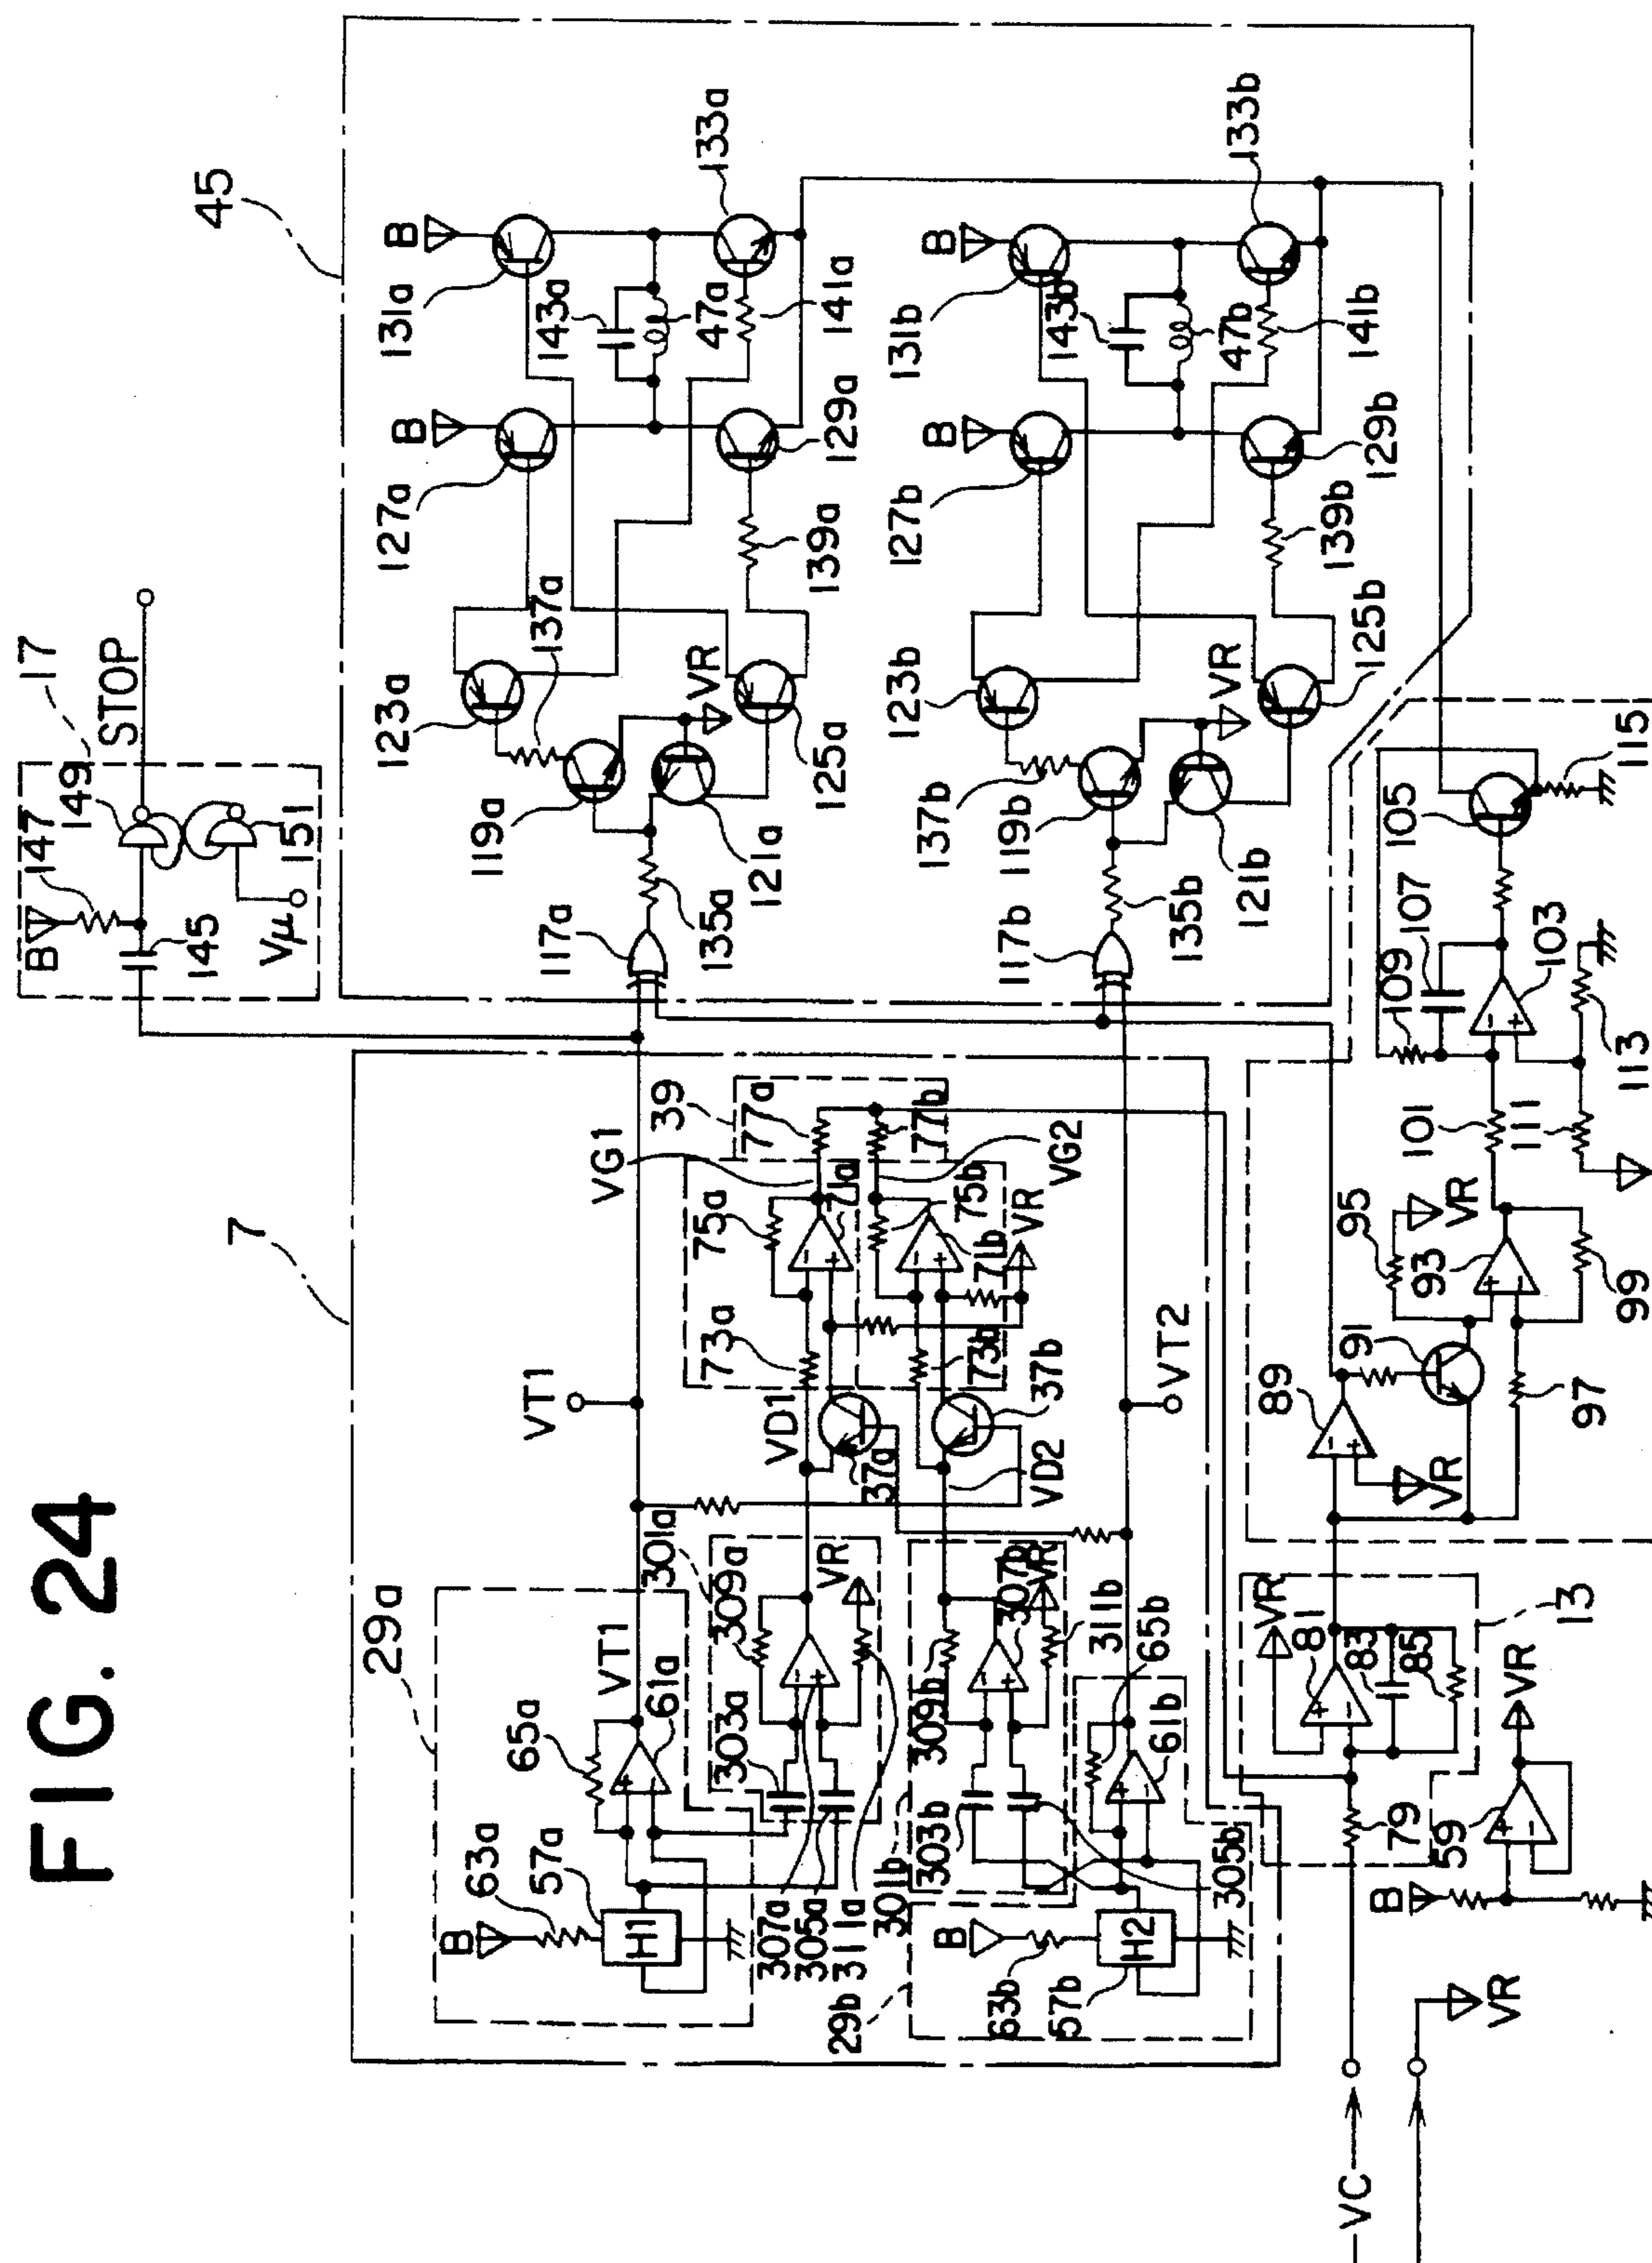 FIG. 24
7
45
17
STOP
B
147
149
145
Vμ
151
29a
63a
B
57a
H1
65a
VT1
61a
301a
309a
303a
VR
307a
305a
311a
VT1
VD1
37a
73a
75a
71a
VG1
39
77a
77b
VG2
75b
71b
VR
71b
73b
37b
VD2
VT2
301b
309b
303b
307b
VR
311b
305b
29b
B
63b
57b
H2
65b
61b
117a
135a
119a
121a
123a
137a
VR
125a
127a
B
131a
B
143a
47a
133a
141a
129a
139a
117b
135b
119b
121b
123b
137b
VR
125b
127b
B
131b
B
143b
47b
133b
141b
129b
139b
VC
VR
79
VR
81
83
85
13
B
59
VR
89
VR
91
95
VR
93
97
99
101
111
109
107
103
113
105
115